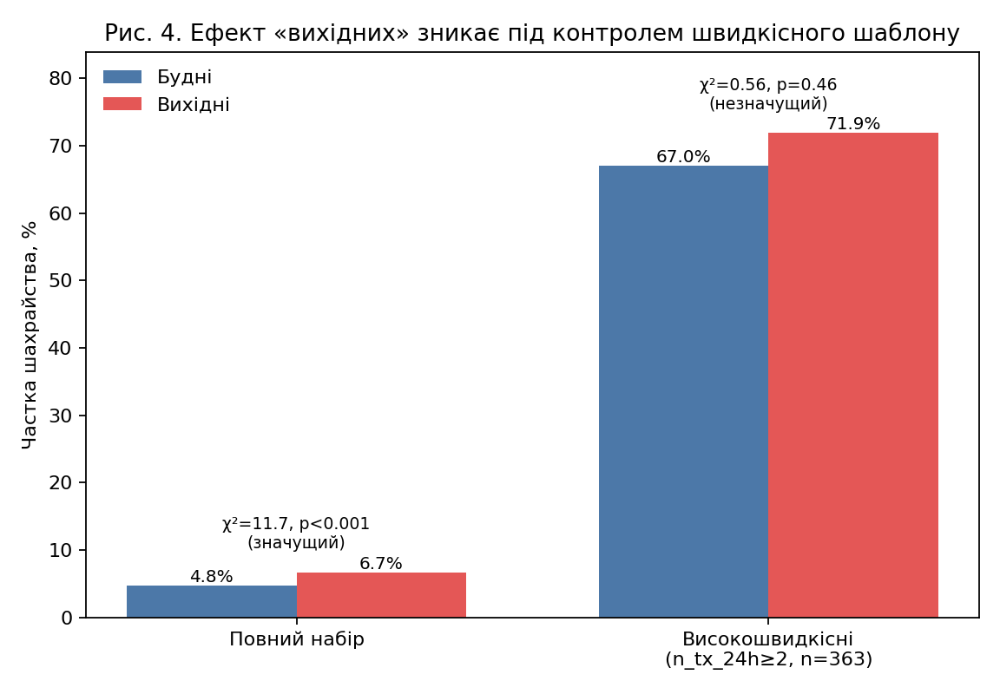 Рис. 4. Ефект «вихідних» зникає під контролем швидкісного шаблону
Будні
Вихідні
Частка шахрайства, %
80
70
60
50
40
30
20
10
0
χ²=11.7, p<0.001
(значущий)
4.8%
6.7%
χ²=0.56, p=0.46
(незначущий)
67.0%
71.9%
Повний набір
Високошвидкісні
(n_tx_24h≥2, n=363)